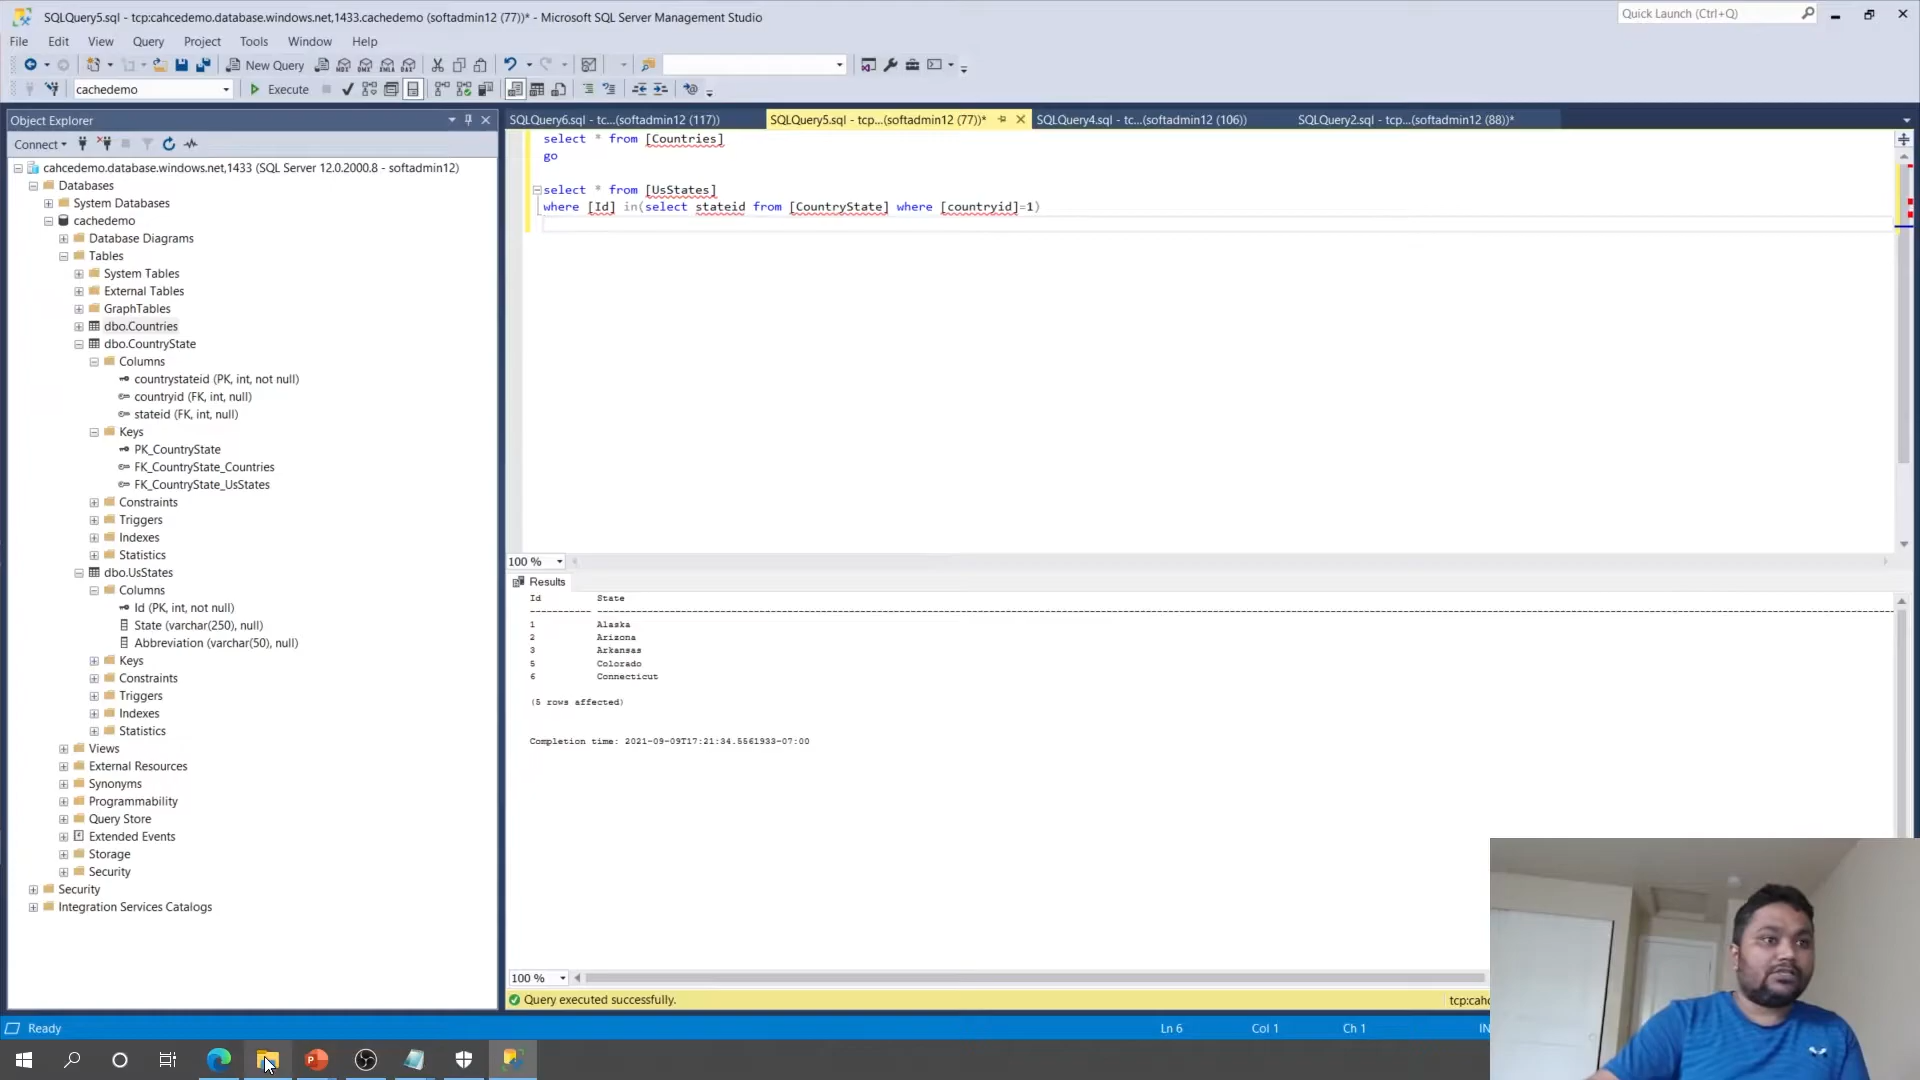 SQLQuery5.sql - tcp:cahcedemo.database.windows.net,1433.cachedemo (softadmin12 (77))* - Microsoft SQL Server Management Studio
Quick Launch (Ctrl+Q)
File Edit View Query Project Tools Window Help
New Query
cachedemo
Execute
Object Explorer
SQLQuery6.sql - tc...(softadmin12 (117))
SQLQuery5.sql - tcp...(softadmin12 (77))*
SQLQuery4.sql - tc...(softadmin12 (106))
SQLQuery2.sql - tcp...(softadmin12 (88))*
Connect
cahcedemo.database.windows.net,1433 (SQL Server 12.0.2000.8 - softadmin12)
Databases
System Databases
cachedemo
Database Diagrams
Tables
System Tables
External Tables
GraphTables
dbo.Countries
dbo.CountryState
Columns
countrystateid (PK, int, not null)
countryid (FK, int, null)
stateid (FK, int, null)
Keys
PK_CountryState
FK_CountryState_Countries
FK_CountryState_UsStates
Constraints
Triggers
Indexes
Statistics
dbo.UsStates
Columns
Id (PK, int, not null)
State (varchar(250), null)
Abbreviation (varchar(50), null)
Keys
Constraints
Triggers
Indexes
Statistics
Views
External Resources
Synonyms
Programmability
Query Store
Extended Events
Storage
Security
Security
Integration Services Catalogs
select * from [Countries]
go
select * from [UsStates]
where [Id] in(select stateid from [CountryState] where [countryid]=1)
100 %
Results
Id State
1 Alaska
2 Arizona
3 Arkansas
5 Colorado
6 Connecticut
(5 rows affected)
Completion time: 2021-09-09T17:21:34.5561933-07:00
100 %
Query executed successfully.
tcp:cahc
Ready
Ln 6
Col 1
Ch 1
IN